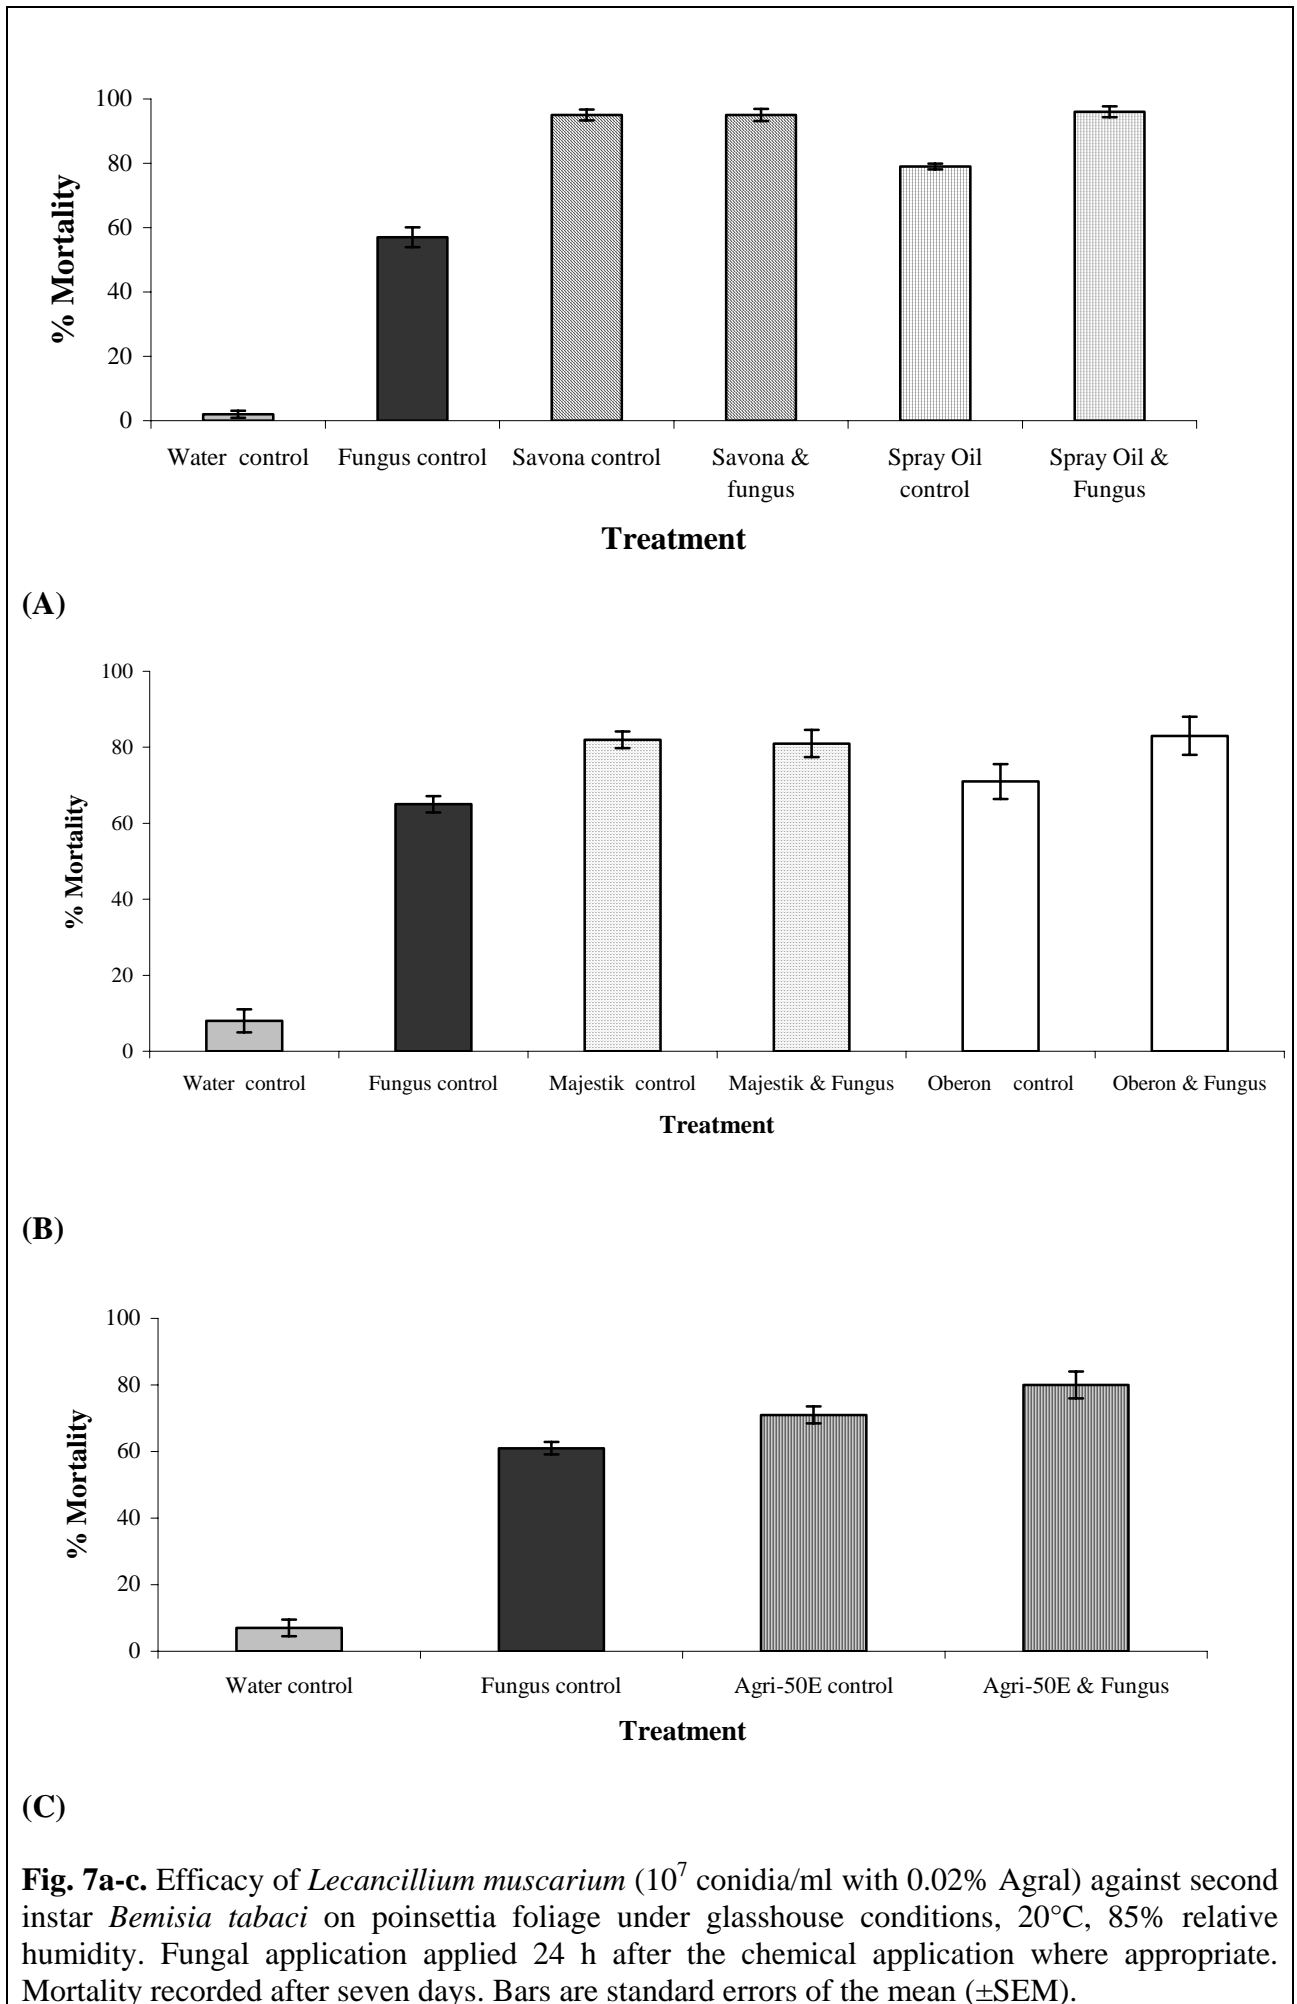 100
80
60
40
20
0
% Mortality
Water control
Fungus control
Savona control
Savona &
fungus
Spray Oil
control
Spray Oil &
Fungus
Treatment
(A)
100
80
60
40
20
0
% Mortality
Water control
Fungus control
Majestik control
Majestik & Fungus
Oberon control
Oberon & Fungus
Treatment
(B)
100
80
60
40
20
0
% Mortality
Water control
Fungus control
Agri-50E control
Agri-50E & Fungus
Treatment
(C)
Fig. 7a-c. Efficacy of Lecancillium muscarium (10⁷ conidia/ml with 0.02% Agral) against second
instar Bemisia tabaci on poinsettia foliage under glasshouse conditions, 20°C, 85% relative
humidity. Fungal application applied 24 h after the chemical application where appropriate.
Mortality recorded after seven days. Bars are standard errors of the mean (±SEM).